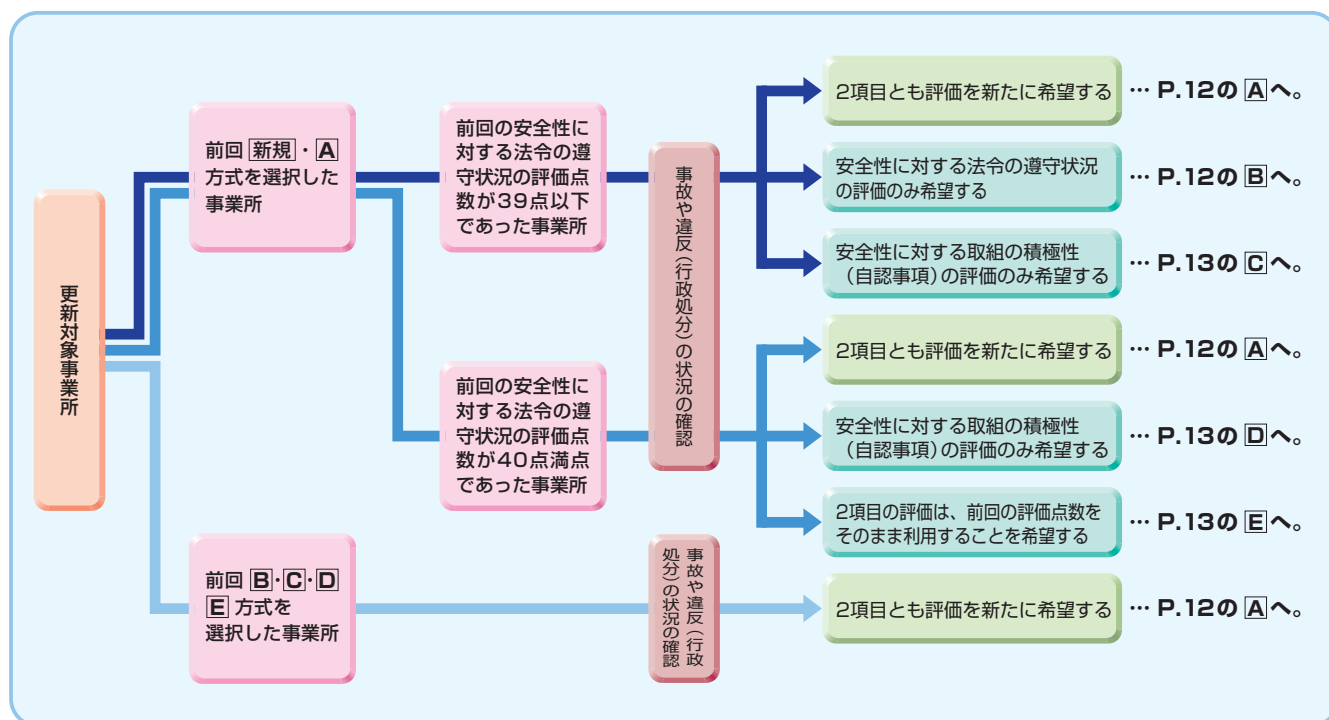 更新対象事業所
前回 新規・A
方式を選択した
事業所
前回の安全性に
対する法令の遵
守状況の評価点
数が39点以下
であった事業所
前回の安全性に
対する法令の遵
守状況の評価点
数が40点満点
であった事業所
事故や違反(行政処分)の状況の確認
2項目とも評価を新たに希望する
… P.12の Aへ。
安全性に対する法令の遵守状況
の評価のみ希望する
… P.12の Bへ。
安全性に対する取組の積極性
(自認事項)の評価のみ希望する
… P.13の Cへ。
2項目とも評価を新たに希望する
… P.12の Aへ。
安全性に対する取組の積極性
(自認事項)の評価のみ希望する
… P.13の Dへ。
2項目の評価は、前回の評価点数を
そのまま利用することを希望する
… P.13の Eへ。
前回 B・C・D
E 方式を
選択した事業所
事故や違反(行政
処分)の状況の確認
2項目とも評価を新たに希望する
… P.12の Aへ。